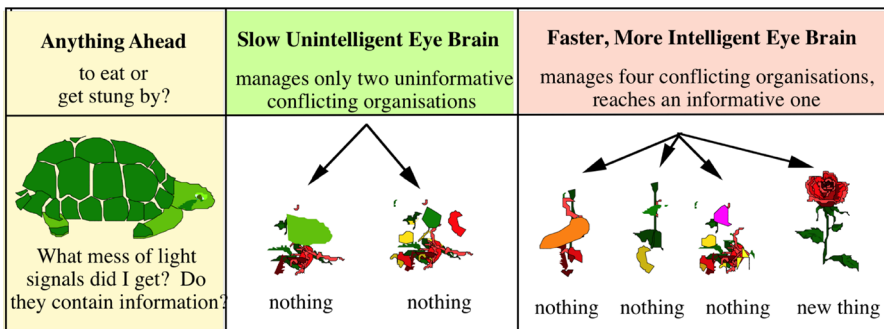 Anything Ahead
to eat or
get stung by?
Slow Unintelligent Eye Brain
manages only two uninformative
conflicting organisations
Faster, More Intelligent Eye Brain
manages four conflicting organisations,
reaches an informative one
What mess of light
signals did I get? Do
they contain information?
nothing
nothing
nothing
nothing
nothing
new thing